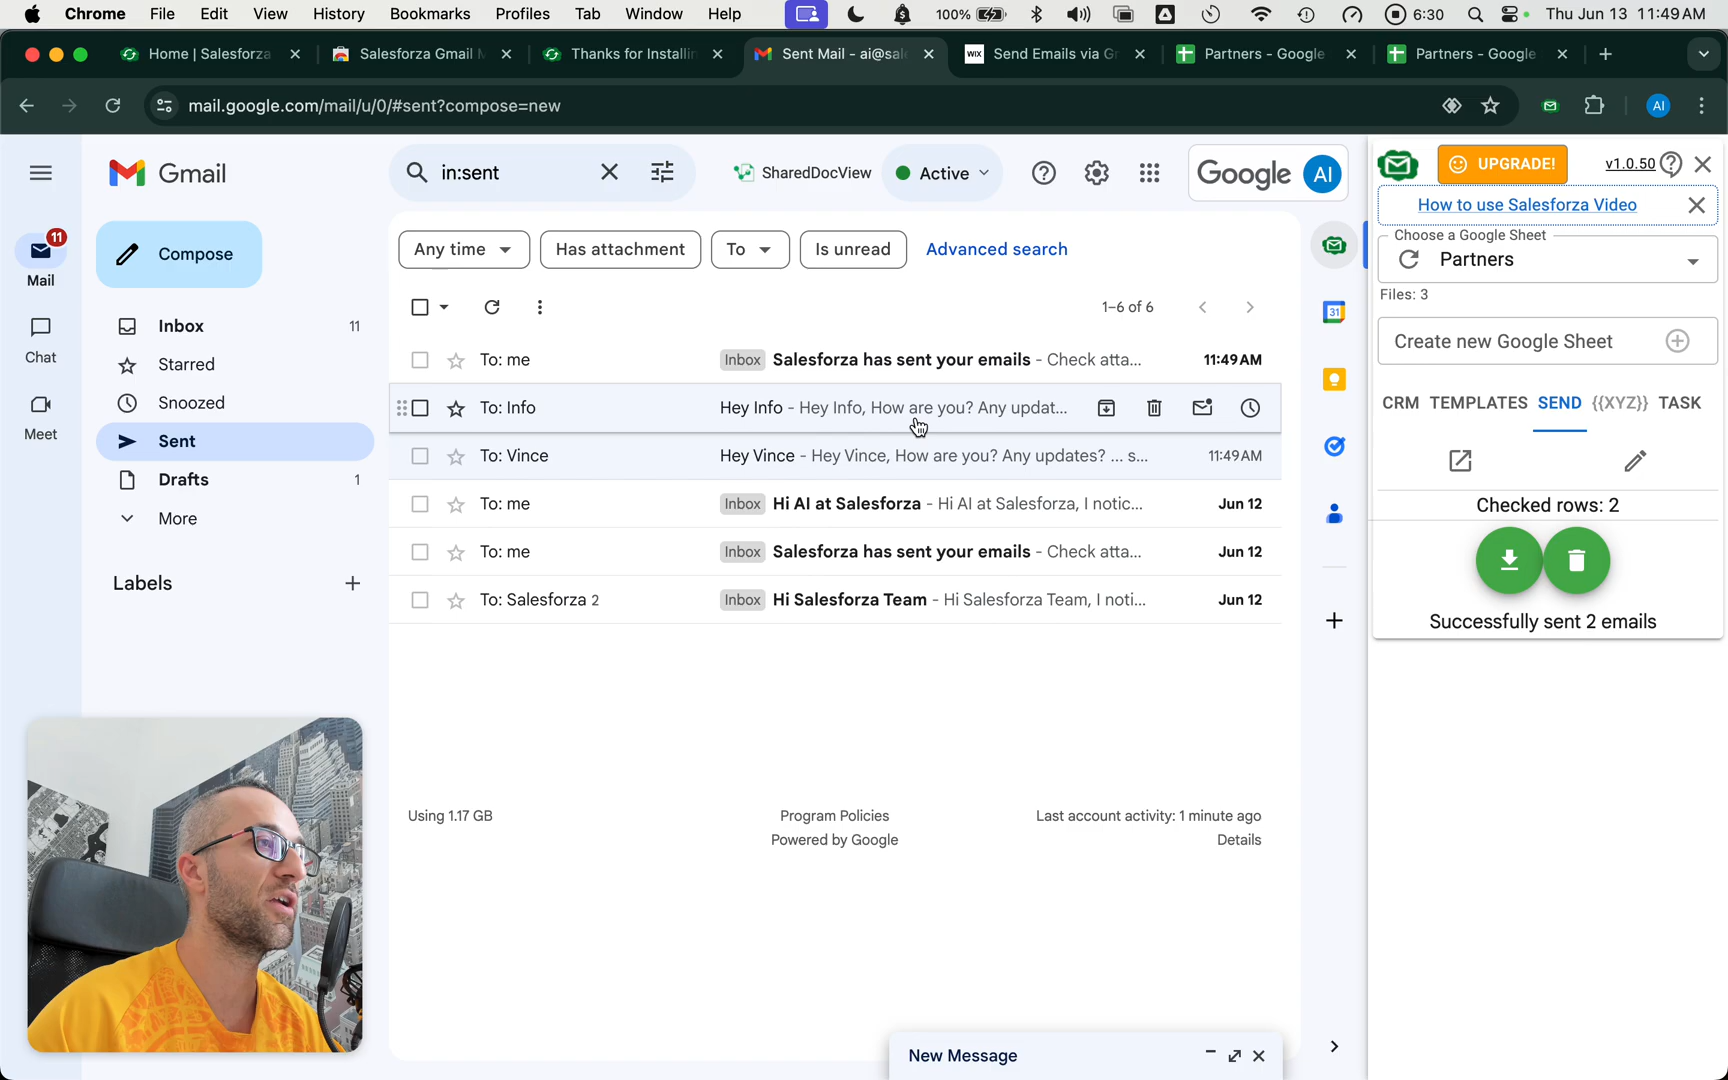 Chrome File Edit View History Bookmarks Profiles Tab Window Help 100% 6:30 Thu Jun 13 11:49 AM
Home | Salesforza Salesforza Gmail Thanks for Installin Sent Mail - ai@sal WIX Send Emails via G Partners - Google Partners - Google
mail.google.com/mail/u/0/#sent?compose=new AI
Gmail in:sent SharedDocView Active Google AI
UPGRADE! v1.0.50
How to use Salesforza Video
Choose a Google Sheet
Partners
Files: 3
Create new Google Sheet
CRM TEMPLATES SEND {{XYZ}} TASK
Checked rows: 2
Successfully sent 2 emails
11
Mail
Chat
Meet
Compose
Inbox 11
Starred
Snoozed
Sent
Drafts 1
More
Labels
Any time Has attachment To Is unread Advanced search
1–6 of 6
To: me Inbox Salesforza has sent your emails - Check atta... 11:49 AM
To: Info Hey Info - Hey Info, How are you? Any updat...
To: Vince Hey Vince - Hey Vince, How are you? Any updates? ... s... 11:49 AM
To: me Inbox Hi AI at Salesforza - Hi AI at Salesforza, I notic... Jun 12
To: me Inbox Salesforza has sent your emails - Check atta... Jun 12
To: Salesforza 2 Inbox Hi Salesforza Team - Hi Salesforza Team, I noti... Jun 12
31
Using 1.17 GB Program Policies Last account activity: 1 minute ago
Powered by Google Details
New Message